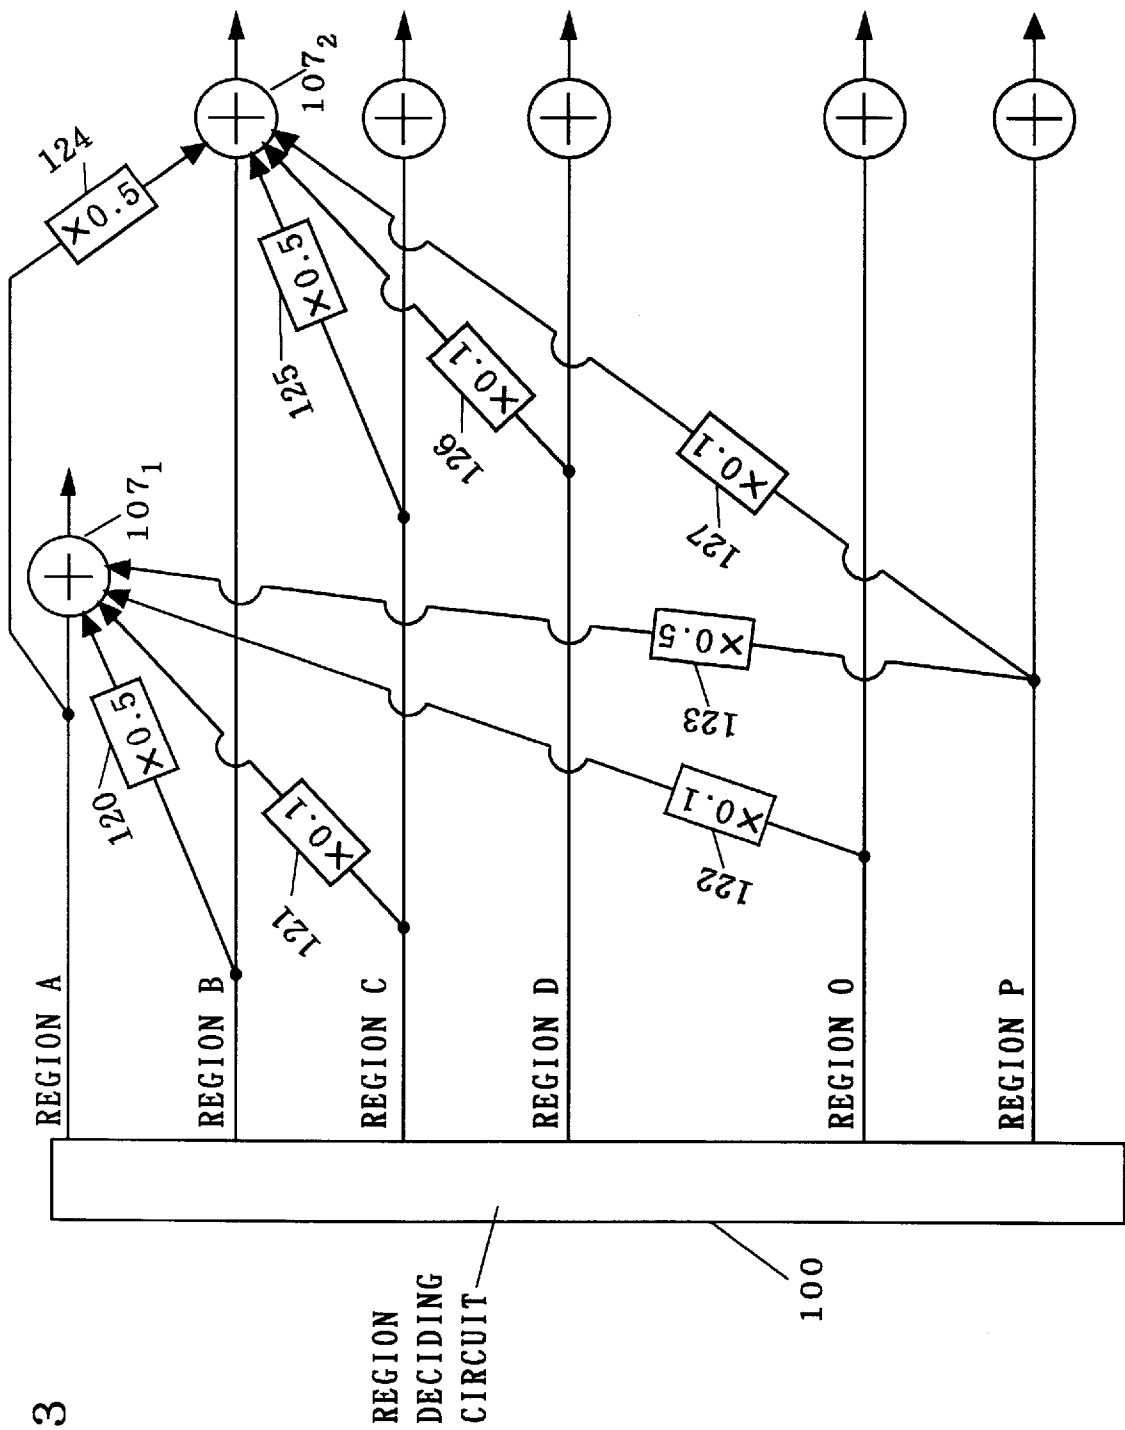 3
REGION
DECIDING
CIRCUIT
100
REGION A
REGION B
REGION C
REGION D
REGION O
REGION P
×0.5
120
×0.1
121
×0.1
122
×0.5
123
×0.5
124
×0.5
125
×0.1
126
×0.1
127
107₁
107₂